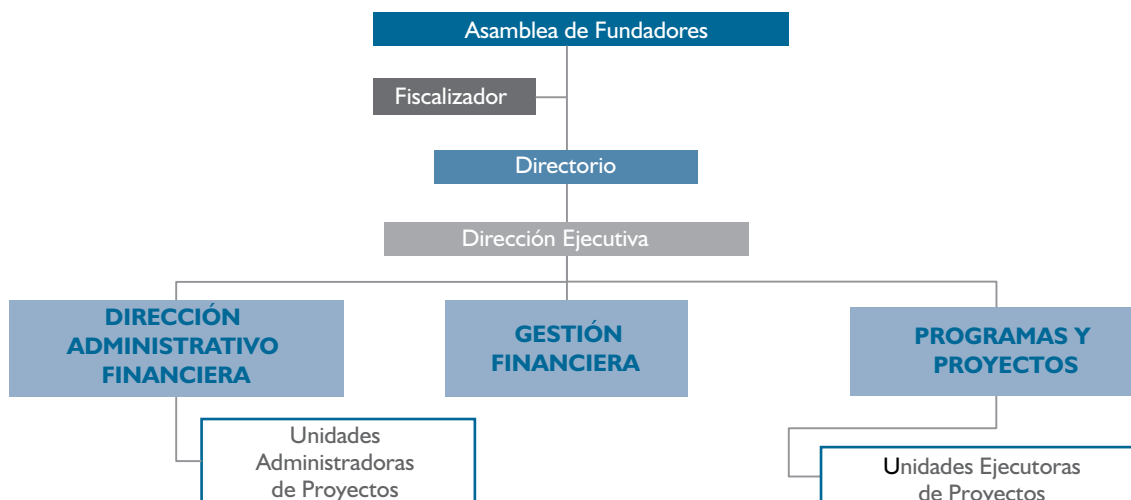 Asamblea de Fundadores
Fiscalizador
Directorio
Dirección Ejecutiva
DIRECCIÓN
ADMINISTRATIVO
FINANCIERA
GESTIÓN
FINANCIERA
PROGRAMAS Y
PROYECTOS
Unidades
Administradoras
de Proyectos
Unidades Ejecutoras
de Proyectos